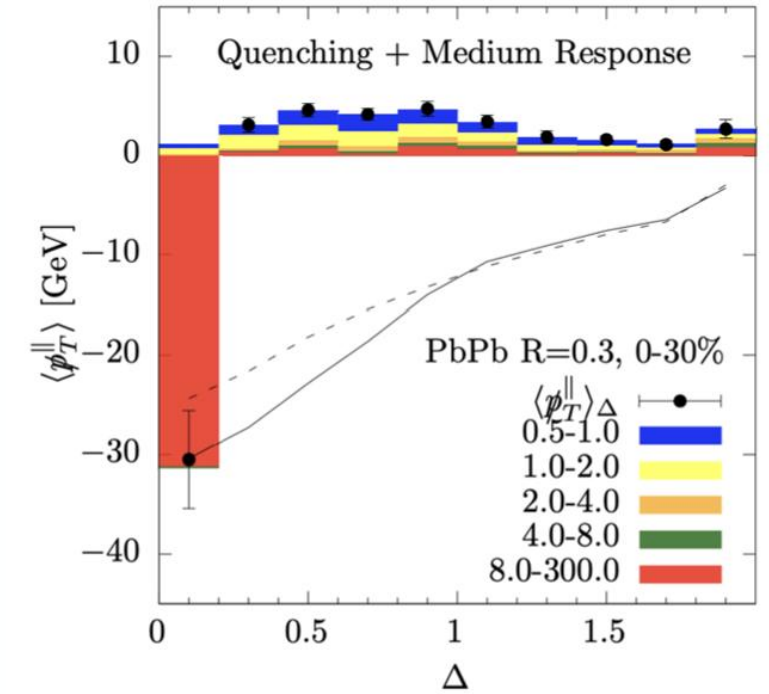 Quenching + Medium Response
10
0
−10
−20
−30
−40
⟨p̸_T^∥⟩ [GeV]
PbPb R=0.3, 0-30%
⟨p̸_T^∥⟩_Δ
0.5-1.0
1.0-2.0
2.0-4.0
4.0-8.0
8.0-300.0
0 0.5 1 1.5
Δ